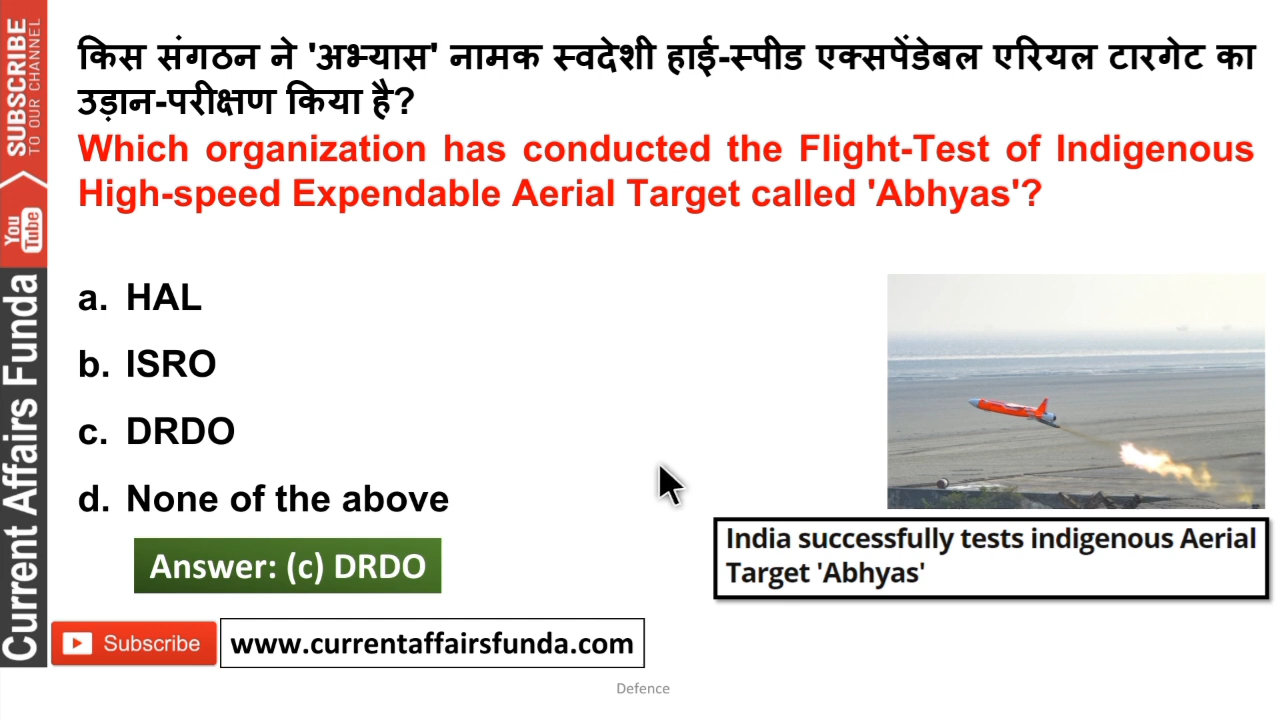 किस संगठन ने 'अभ्यास' नामक स्वदेशी हाई-स्पीड एक्सपेंडेबल एरियल टारगेट का
उड़ान-परीक्षण किया है?
Which organization has conducted the Flight-Test of Indigenous
High-speed Expendable Aerial Target called 'Abhyas'?
a. HAL
b. ISRO
c. DRDO
d. None of the above
Answer: (c) DRDO
India successfully tests indigenous Aerial
Target 'Abhyas'
SUBSCRIBE
TO OUR CHANNEL
You
Tube
Current Affairs Funda
Subscribe
www.currentaffairsfunda.com
Defence